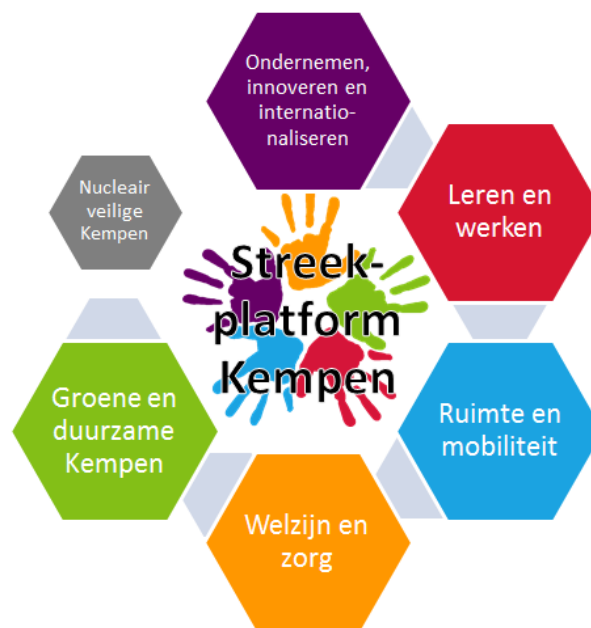 Ondernemen,
innoveren en
internatio-
naliseren
Leren en
werken
Nucleair
veilige
Kempen
Streek-
platform
Kempen
Groene en
duurzame
Kempen
Ruimte en
mobiliteit
Welzijn en
zorg